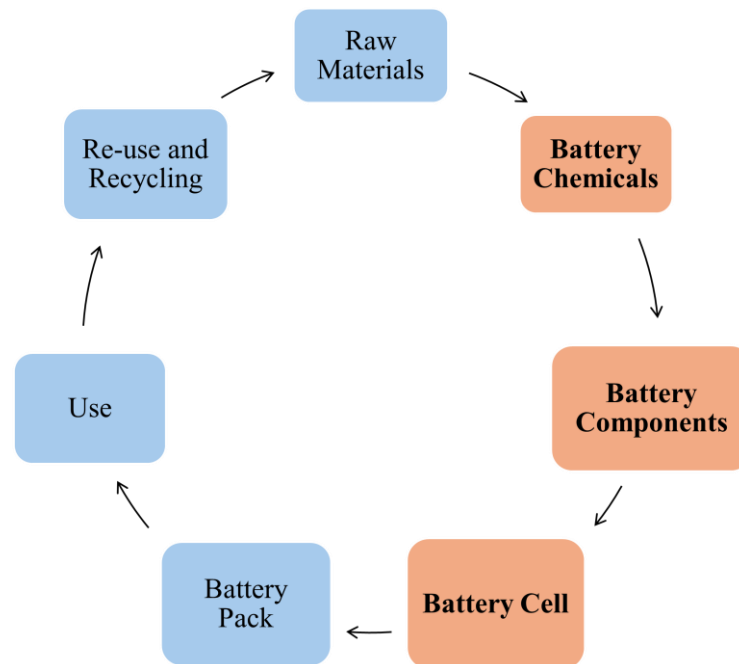 Raw
Materials
Battery
Chemicals
Battery
Components
Battery Cell
Battery
Pack
Use
Re-use and
Recycling